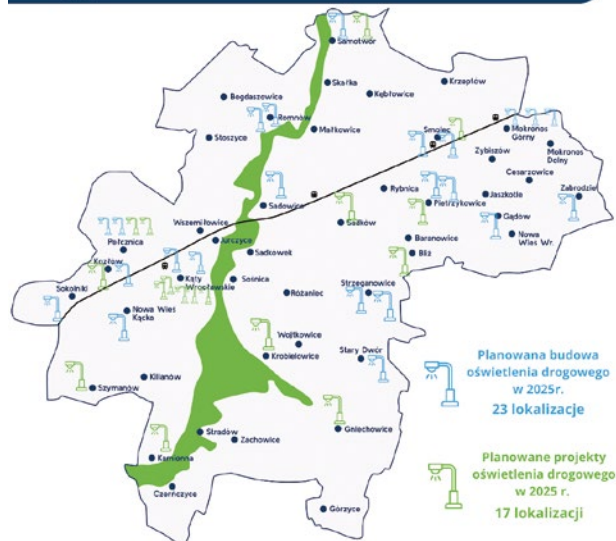 Samotwór
Skałka
Krzeptów
Kębłowice
Bogdaszowice
Romnów
Stoszyce
Małkowice
Smolec
Mokronos
Górny
Mokronos
Dolny
Zybiszów
Cesarzowice
Zabrodzie
Rybnica
Jaszkotle
Pietrzykowice
Sadowice
Gądów
Wszemiłowice
Sadków
Nowa
Wieś Wr.
Pełcznica
Jurczyce
Baranowice
Sadkówek
Bliż
Kozłów
Kąty
Wrocławskie
Sośnica
Strzeganowice
Sokolniki
Różaniec
Nowa Wieś
Kącka
Wojtkowice
Krobielowice
Stary Dwór
Kilianów
Szymanów
Stradów
Zachowice
Gniechowice
Kamionna
Czerńczyce
Górzyce
Planowana budowa
oświetlenia drogowego
w 2025r.
23 lokalizacje
Planowane projekty
oświetlenia drogowego
w 2025 r.
17 lokalizacji